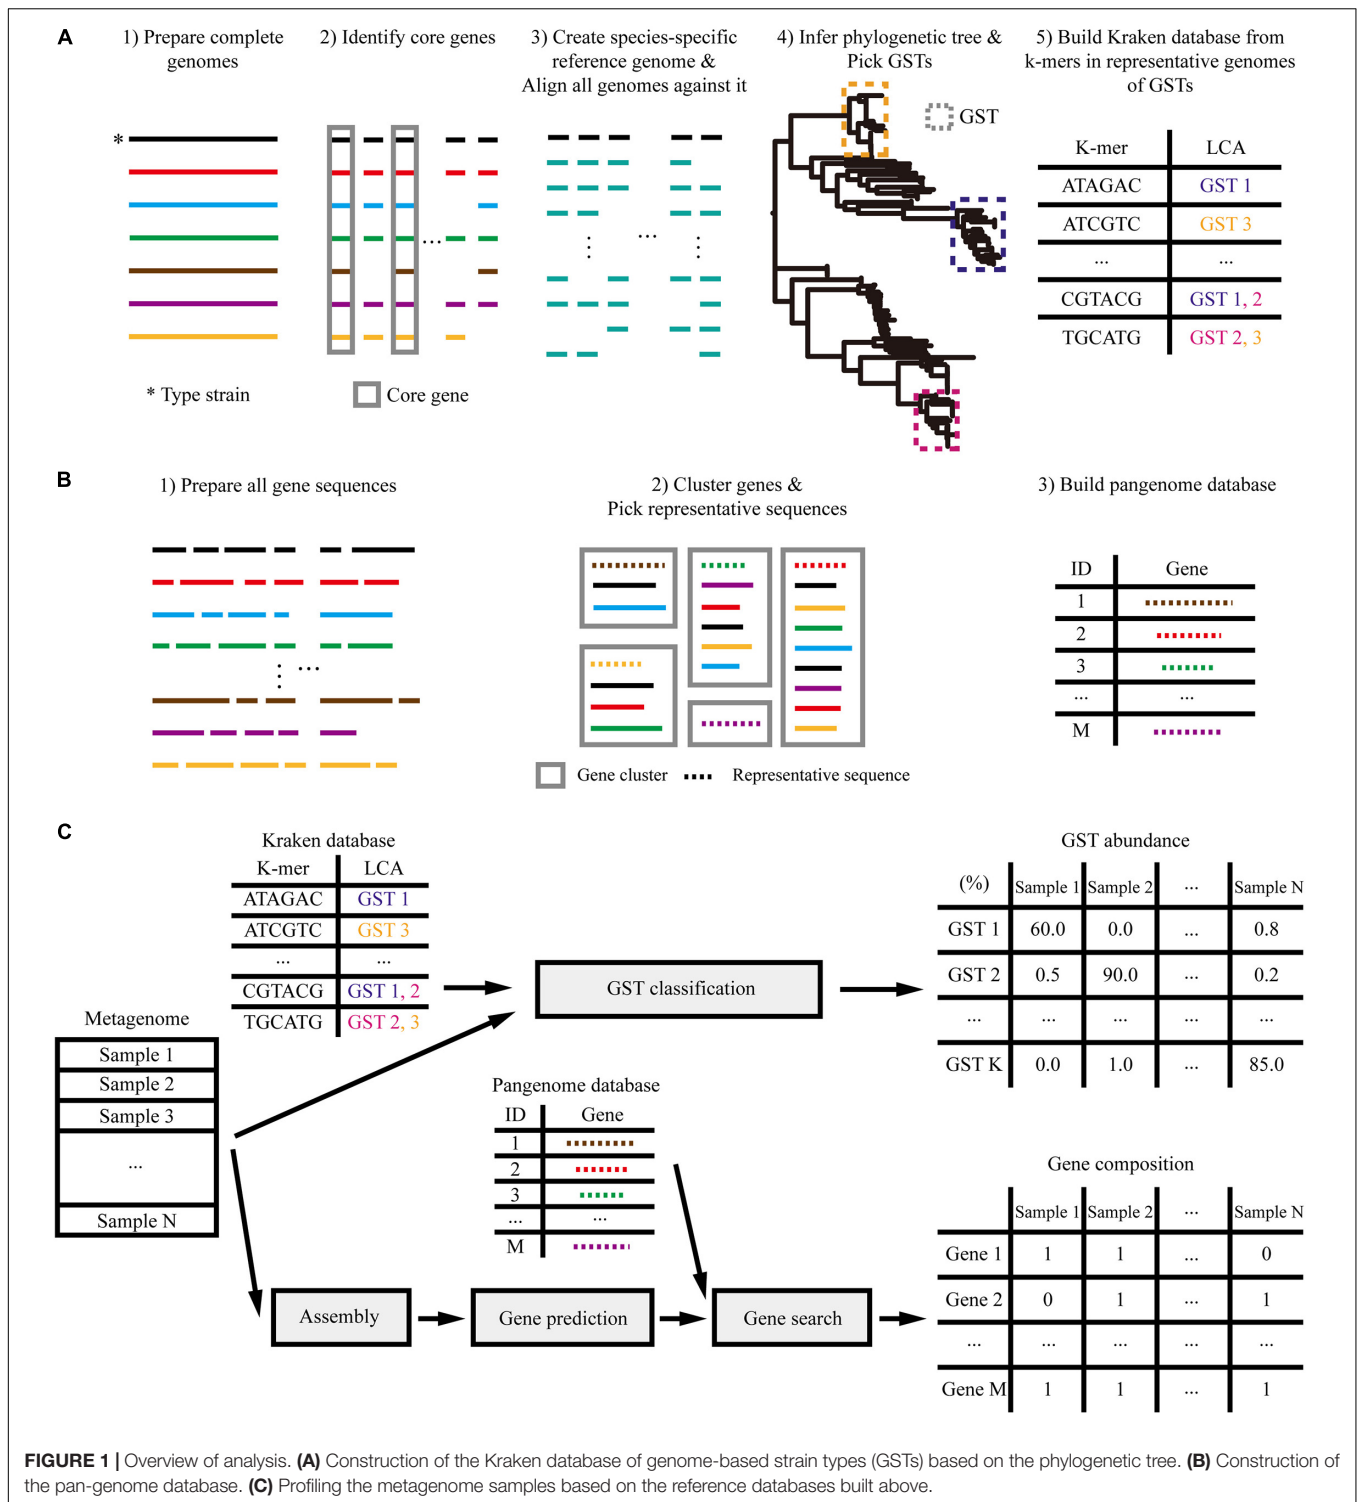 A
1) Prepare complete
genomes
2) Identify core genes
3) Create species-specific
reference genome &
Align all genomes against it
4) Infer phylogenetic tree &
Pick GSTs
5) Build Kraken database from
k-mers in representative genomes
of GSTs
*
...
...
GST
K-mer LCA
ATAGAC GST 1
ATCGTC GST 3
... ...
CGTACG GST 1, 2
TGCATG GST 2, 3
* Type strain
Core gene
B
1) Prepare all gene sequences
2) Cluster genes &
Pick representative sequences
3) Build pangenome database
...
ID Gene
1
2
3
... ...
M
Gene cluster
Representative sequence
C
Kraken database
K-mer LCA
ATAGAC GST 1
ATCGTC GST 3
... ...
CGTACG GST 1, 2
TGCATG GST 2, 3
Metagenome
Sample 1
Sample 2
Sample 3
...
Sample N
GST classification
GST abundance
(%) Sample 1 Sample 2 ... Sample N
GST 1 60.0 0.0 ... 0.8
GST 2 0.5 90.0 ... 0.2
... ... ... ... ...
GST K 0.0 1.0 ... 85.0
Pangenome database
ID Gene
1
2
3
... ...
M
Assembly
Gene prediction
Gene search
Gene composition
Sample 1 Sample 2 ... Sample N
Gene 1 1 1 ... 0
Gene 2 0 1 ... 1
... ... ... ... ...
Gene M 1 1 ... 1
FIGURE 1 | Overview of analysis. (A) Construction of the Kraken database of genome-based strain types (GSTs) based on the phylogenetic tree. (B) Construction of
the pan-genome database. (C) Profiling the metagenome samples based on the reference databases built above.